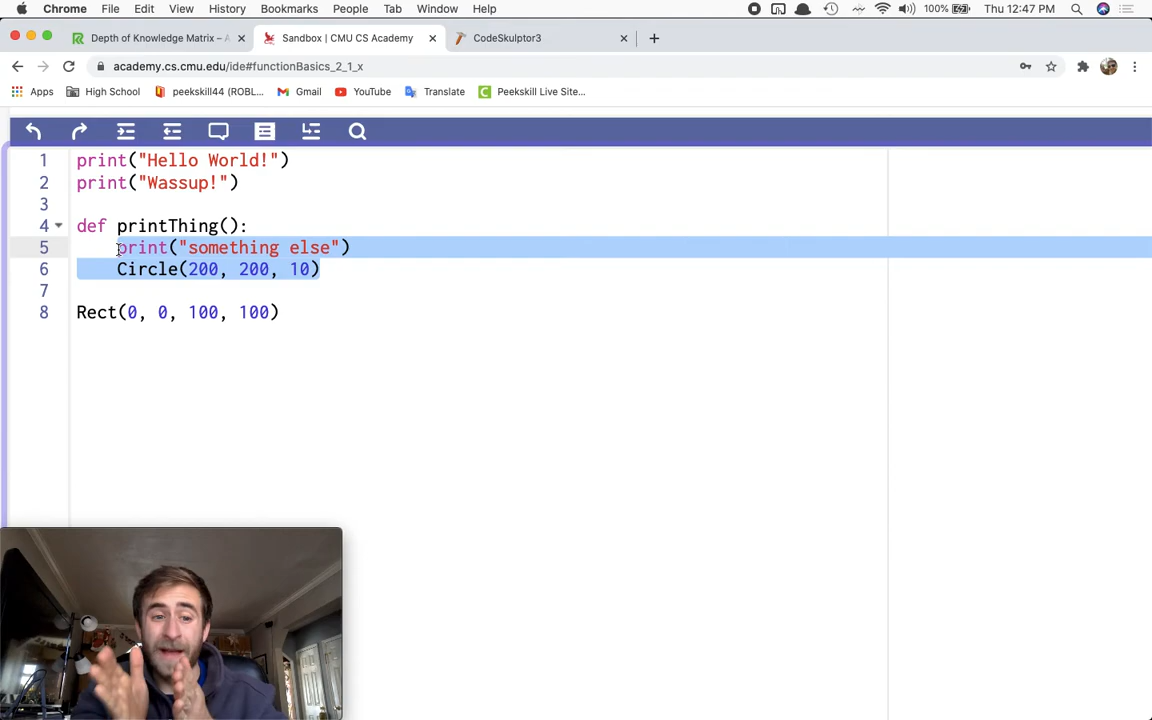 Chrome File Edit View History Bookmarks People Tab Window Help 100% Thu 12:47 PM
Depth of Knowledge Matrix – A Sandbox | CMU CS Academy CodeSkulptor3
academy.cs.cmu.edu/ide#functionBasics_2_1_x
Apps High School peekskill44 (ROBL... Gmail YouTube Translate Peekskill Live Site...
1 print("Hello World!")
2 print("Wassup!")
3
4 def printThing():
5 print("something else")
6 Circle(200, 200, 10)
7
8 Rect(0, 0, 100, 100)